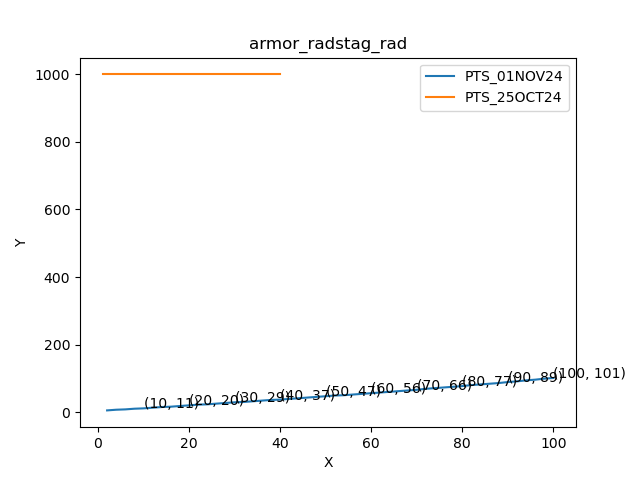 armor_radstag_rad
PTS_01NOV24
PTS_25OCT24
1000
800
600
400
200
0
Y
(10, 11)
(20, 20)
(30, 29)
(40, 37)
(50, 47)
(60, 56)
(70, 66)
(80, 77)
(90, 89)
(100, 101)
0 20 40 60 80 100
X